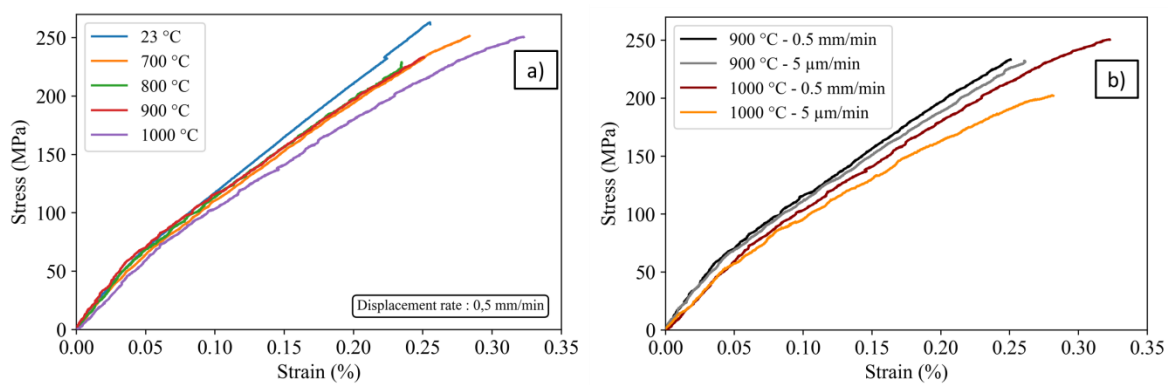 250
200
150
100
50
0
Stress (MPa)
23 °C
700 °C
800 °C
900 °C
1000 °C
a)
Displacement rate : 0,5 mm/min
0.00 0.05 0.10 0.15 0.20 0.25 0.30 0.35
Strain (%)
250
200
150
100
50
0
Stress (MPa)
900 °C - 0.5 mm/min
900 °C - 5 µm/min
1000 °C - 0.5 mm/min
1000 °C - 5 µm/min
b)
0.00 0.05 0.10 0.15 0.20 0.25 0.30 0.35
Strain (%)